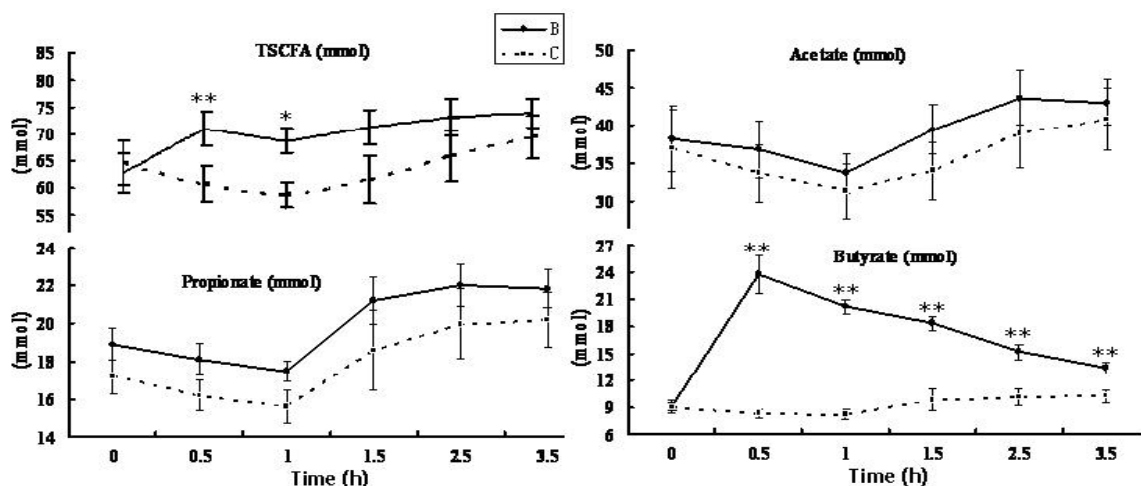 TSCFA (mmol)
B
C
Acetate (mmol)
(mmol)
85
80
75
70
65
60
55
**
*
(mmol)
50
45
40
35
30
Propionate (mmol)
(mmol)
22
20
18
16
14
0 0.5 1 1.5 2.5 3.5
Time (h)
Butyrate (mmol)
(mmol)
27
24
21
18
15
12
9
6
**
**
**
**
**
0 0.5 1 1.5 2.5 3.5
Time (h)